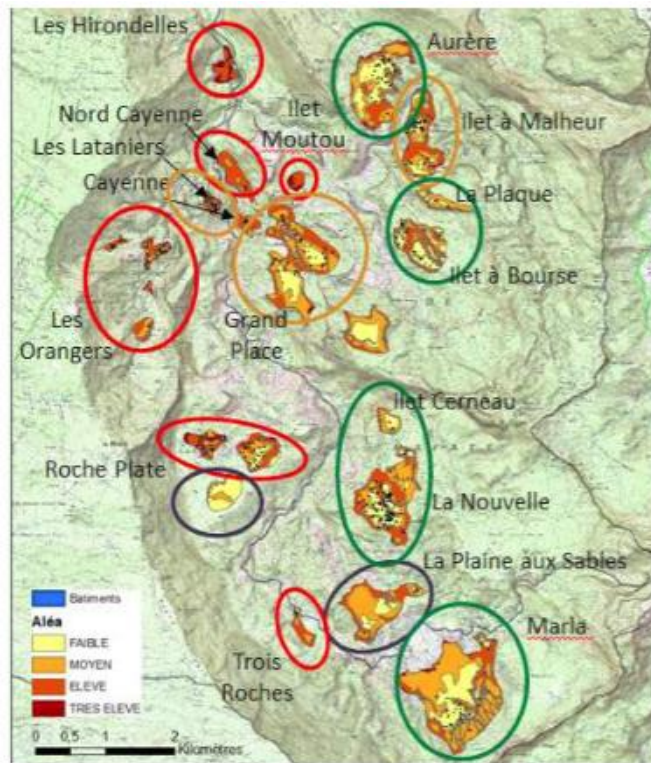 Les Hirondelles
Aurère
Nord Cayenne
Ilet
Moutou
Ilet à Malheur
Les Lataniers
Cayenne
La Plaque
Ilet à Bourse
Les
Orangers
Grand
Place
Ilet Cerneau
Roche Plate
La Nouvelle
La Plaine aux Sables
Marla
Trois
Roches
Batiments
Aléa
FAIBLE
MOYEN
ELEVE
TRES ELEVE
0 0,5 1 2
Kilomètres